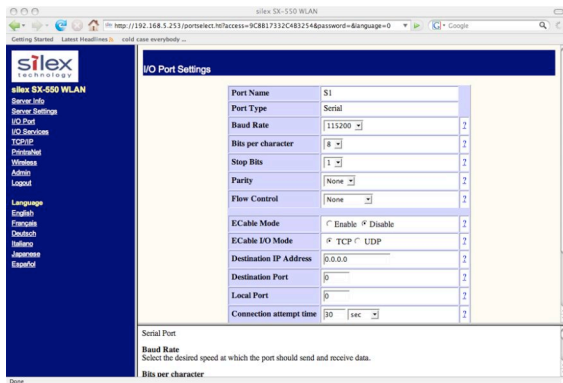 silex SX-550 WLAN
http://192.168.5.253/portselect.htl?access=9C8B17332C483254&password=&language=0
Google
Getting Started Latest Headlines cold case everybody ...
silex
technology
silex SX-550 WLAN
Server Info
Server Settings
I/O Port
I/O Services
TCP/IP
PrintraNet
Wireless
Admin
Logout
Language
English
Français
Deutsch
Italiano
Japanese
Español
I/O Port Settings
Port Name S1
Port Type Serial
Baud Rate 115200 ?
Bits per character 8 ?
Stop Bits 1 ?
Parity None ?
Flow Control None ?
ECable Mode Enable Disable ?
ECable I/O Mode TCP UDP ?
Destination IP Address 0.0.0.0 ?
Destination Port 0 ?
Local Port 0 ?
Connection attempt time 30 sec ?
Serial Port
Baud Rate
Select the desired speed at which the port should send and receive data.
Bits per character
Done